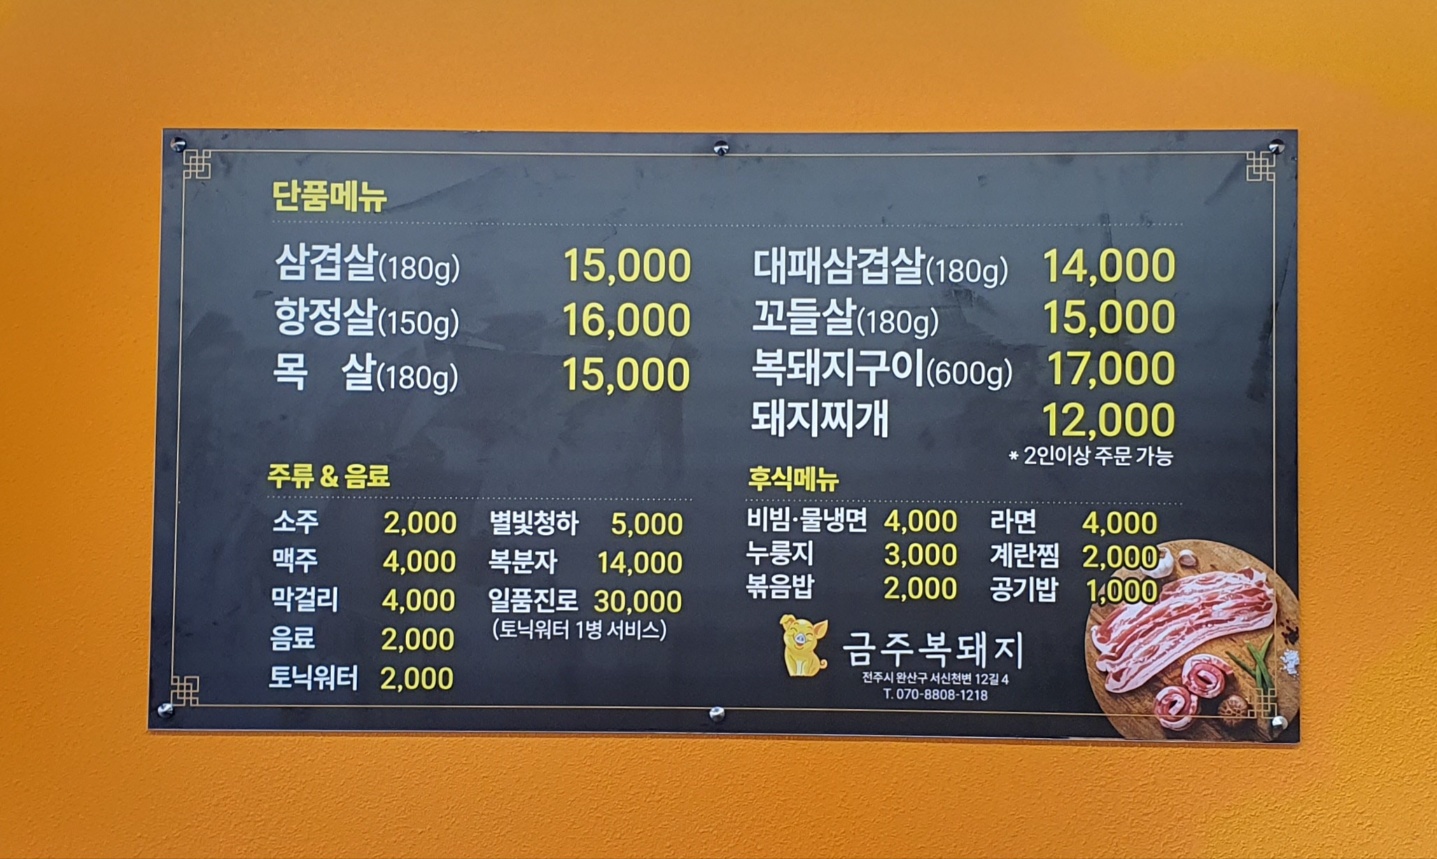 단품메뉴
삼겹살(180g) 15,000
항정살(150g) 16,000
목 살(180g) 15,000
대패삼겹살(180g) 14,000
꼬들살(180g) 15,000
복돼지구이(600g) 17,000
돼지찌개 12,000
* 2인이상 주문 가능
주류 & 음료
소주 2,000
맥주 4,000
막걸리 4,000
음료 2,000
토닉워터 2,000
별빛청하 5,000
복분자 14,000
일품진로 30,000
(토닉워터 1병 서비스)
후식메뉴
비빔·물냉면 4,000
누룽지 3,000
볶음밥 2,000
라면 4,000
계란찜 2,000
공기밥 1,000
금주복돼지
전주시 완산구 서신천변 12길 4
T. 070-8808-1218